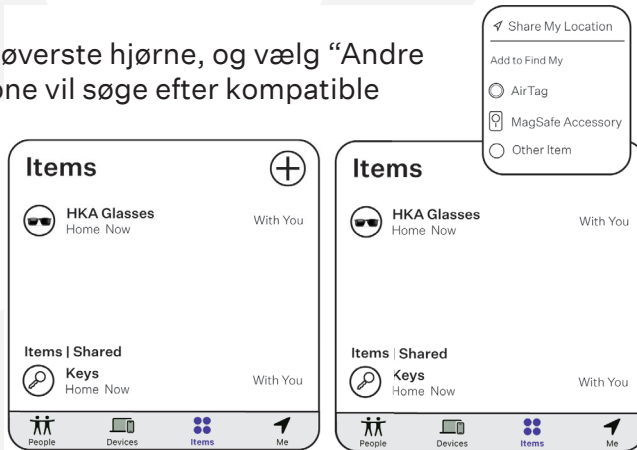 øverste hjørne, og vælg “Andre
ne vil søge efter kompatible
Share My Location
Add to Find My
AirTag
MagSafe Accessory
Other Item
Items
HKA Glasses
With You
Home Now
Items | Shared
Keys
With You
Home Now
People
Devices
Items
Me
Items
HKA Glasses
With You
Home Now
Items | Shared
Keys
With You
Home Now
People
Devices
Items
Me